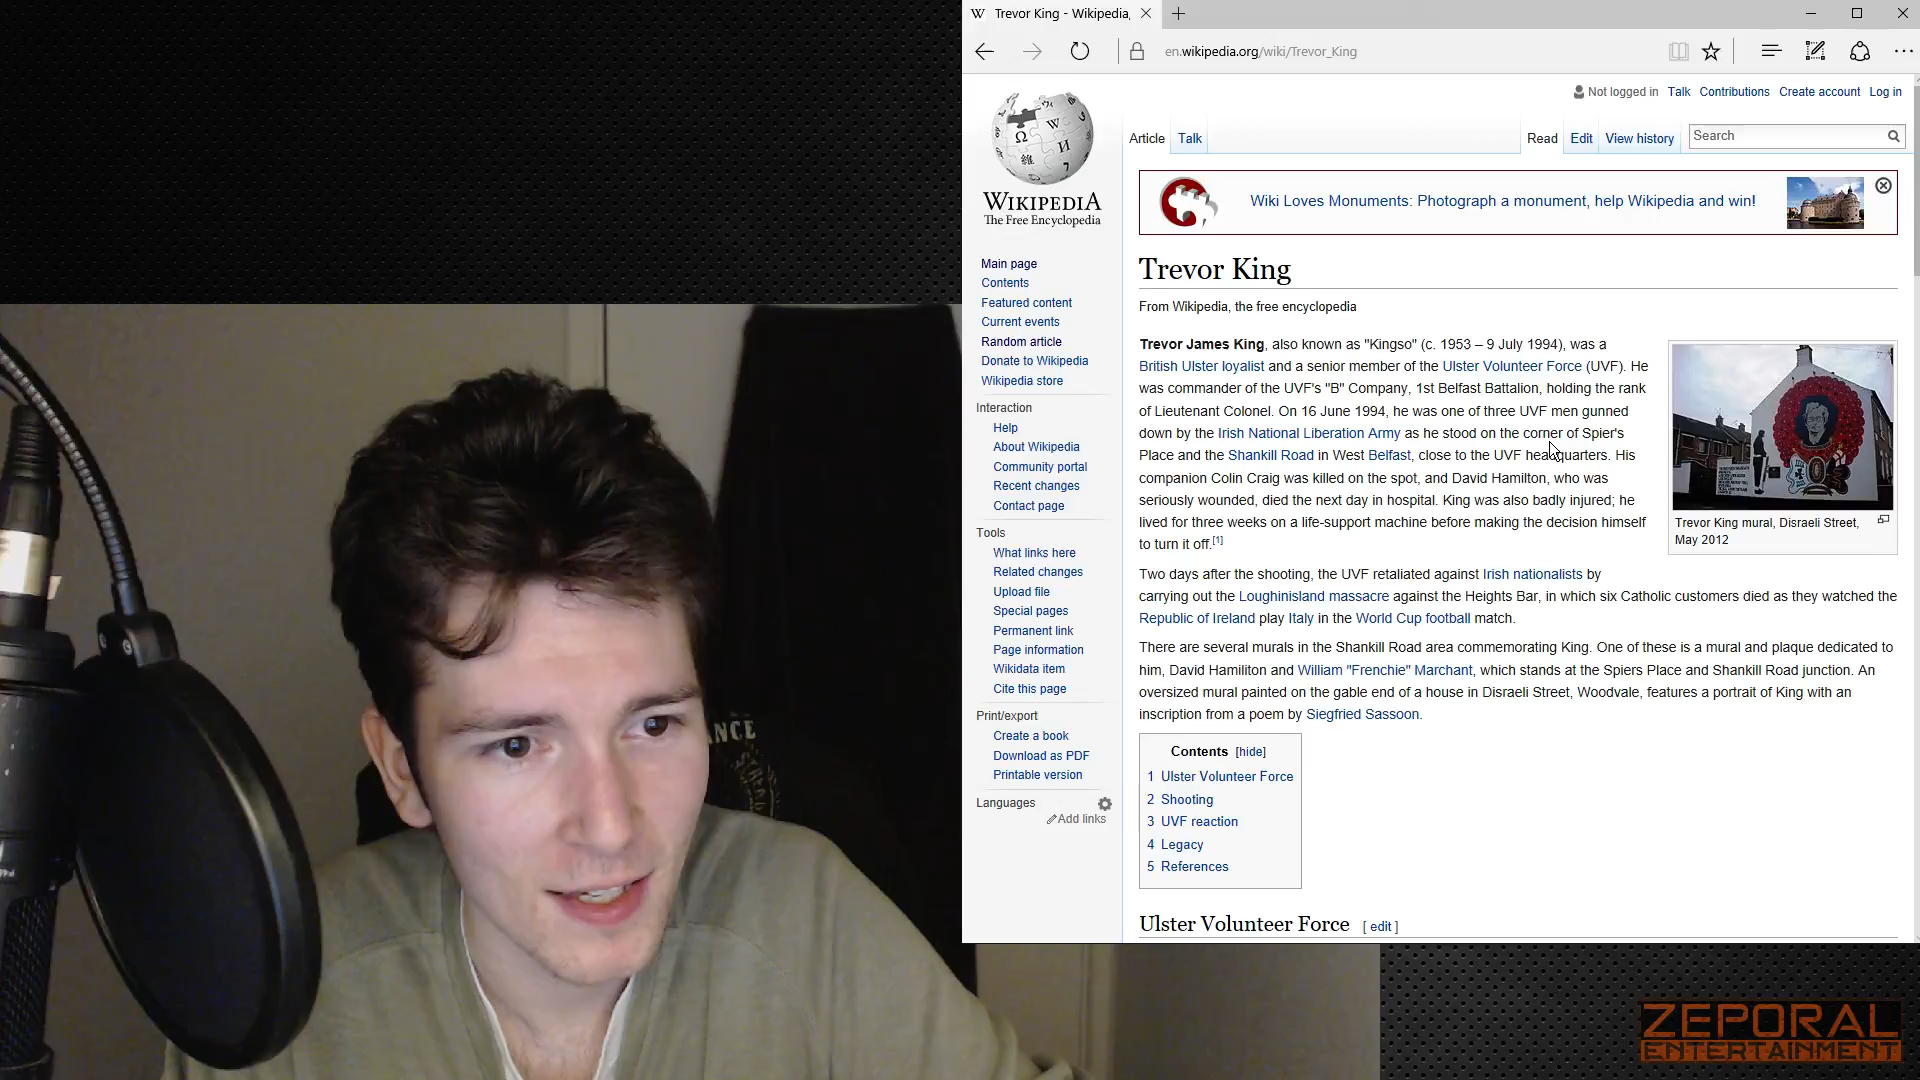 Trevor King - Wikipedia,
en.wikipedia.org/wiki/Trevor_King
Not logged in Talk Contributions Create account Log in
Article Talk Read Edit View history Search
WIKIPEDIA
The Free Encyclopedia
Wiki Loves Monuments: Photograph a monument, help Wikipedia and win!
Main page
Contents
Featured content
Current events
Random article
Donate to Wikipedia
Wikipedia store
Interaction
Help
About Wikipedia
Community portal
Recent changes
Contact page
Tools
What links here
Related changes
Upload file
Special pages
Permanent link
Page information
Wikidata item
Cite this page
Print/export
Create a book
Download as PDF
Printable version
Languages
Add links
Trevor King
From Wikipedia, the free encyclopedia
Trevor James King, also known as "Kingso" (c. 1953 – 9 July 1994), was a
British Ulster loyalist and a senior member of the Ulster Volunteer Force (UVF). He
was commander of the UVF's "B" Company, 1st Belfast Battalion, holding the rank
of Lieutenant Colonel. On 16 June 1994, he was one of three UVF men gunned
down by the Irish National Liberation Army as he stood on the corner of Spier's
Place and the Shankill Road in West Belfast, close to the UVF headquarters. His
companion Colin Craig was killed on the spot, and David Hamilton, who was
seriously wounded, died the next day in hospital. King was also badly injured; he
lived for three weeks on a life-support machine before making the decision himself
to turn it off.[1]
Trevor King mural, Disraeli Street,
May 2012
Two days after the shooting, the UVF retaliated against Irish nationalists by
carrying out the Loughinisland massacre against the Heights Bar, in which six Catholic customers died as they watched the
Republic of Ireland play Italy in the World Cup football match.
There are several murals in the Shankill Road area commemorating King. One of these is a mural and plaque dedicated to
him, David Hamiliton and William "Frenchie" Marchant, which stands at the Spiers Place and Shankill Road junction. An
oversized mural painted on the gable end of a house in Disraeli Street, Woodvale, features a portrait of King with an
inscription from a poem by Siegfried Sassoon.
Contents [hide]
1 Ulster Volunteer Force
2 Shooting
3 UVF reaction
4 Legacy
5 References
Ulster Volunteer Force [ edit ]
ZEPORAL
ENTERTAINMENT